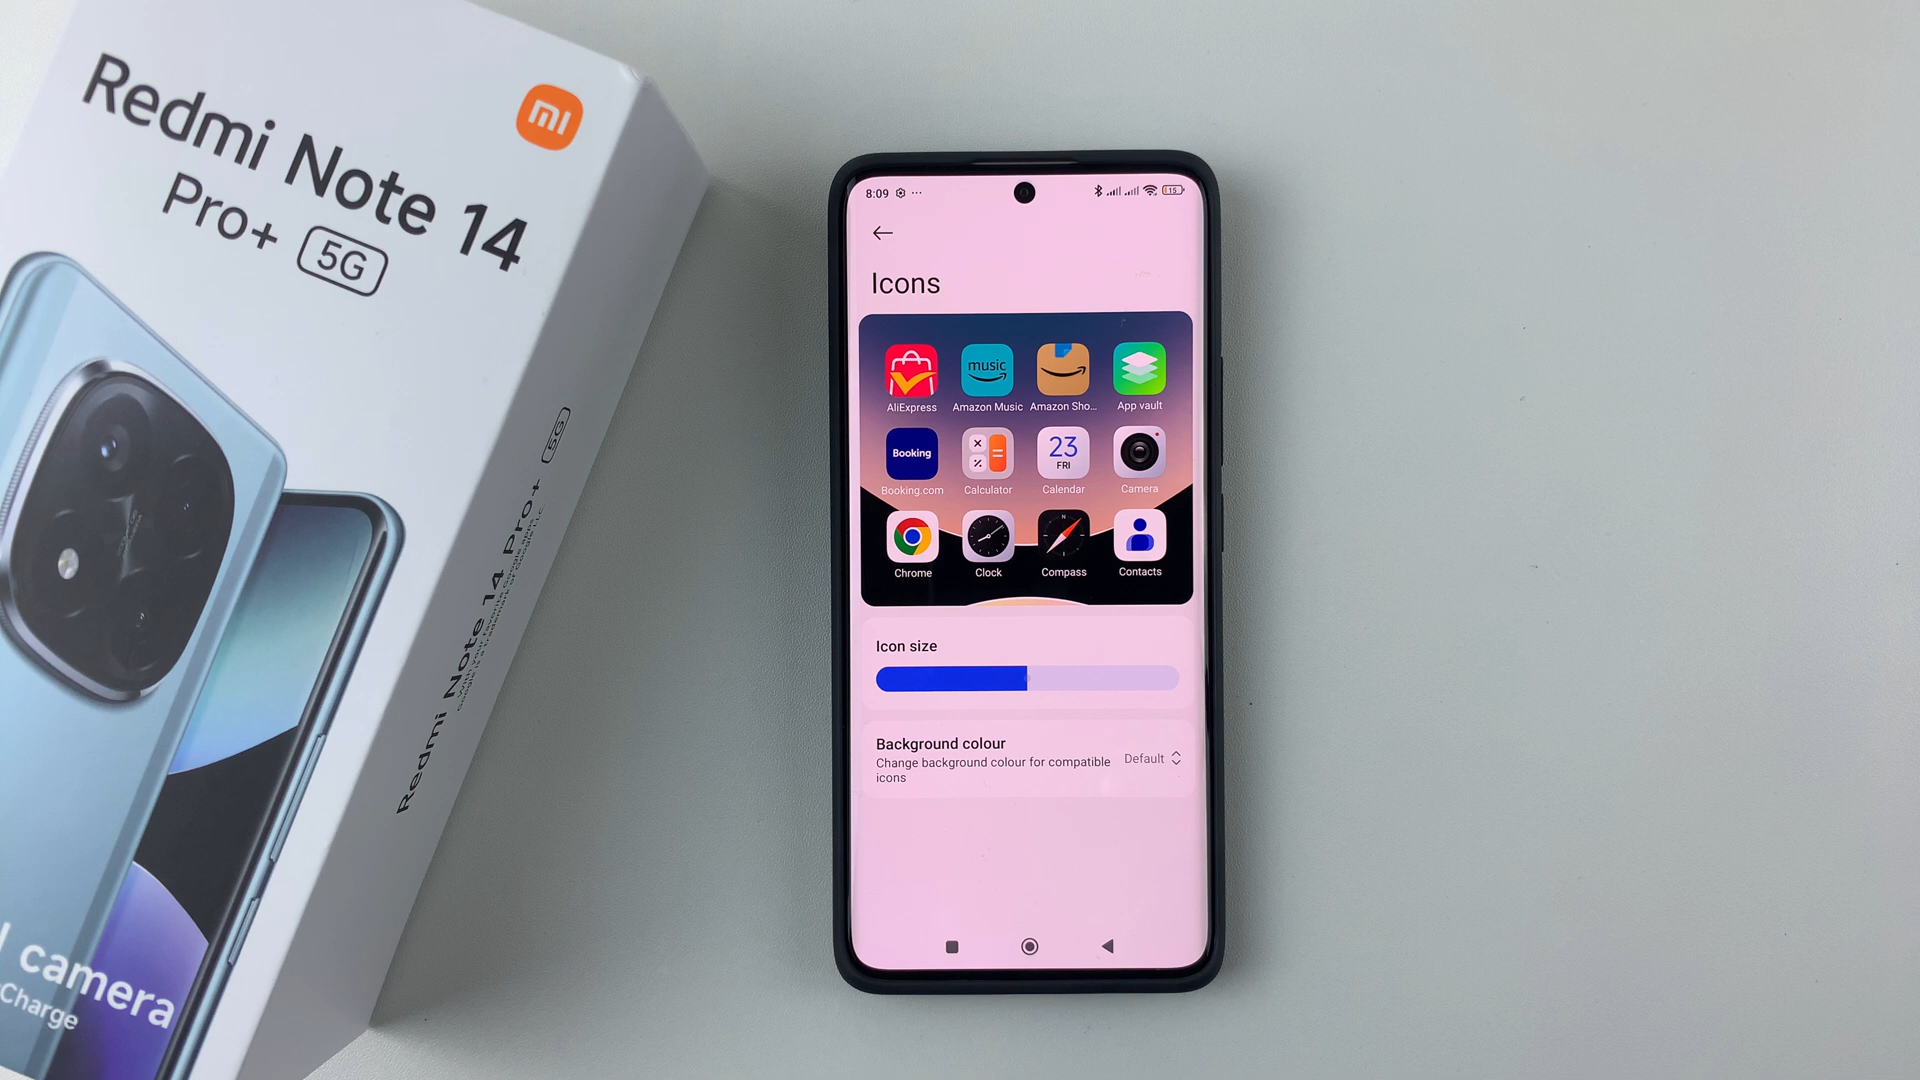 Redmi Note 14
Pro+ 5G
mi
Redmi Note 14 Pro+ 5G
l camera
Charge
8:09
15
Icons
music
AliExpress
Amazon Music
Amazon Sho...
App vault
Booking
23
FRI
Booking.com
Calculator
Calendar
Camera
N
Chrome
Clock
Compass
Contacts
Icon size
Background colour
Change background colour for compatible
icons
Default